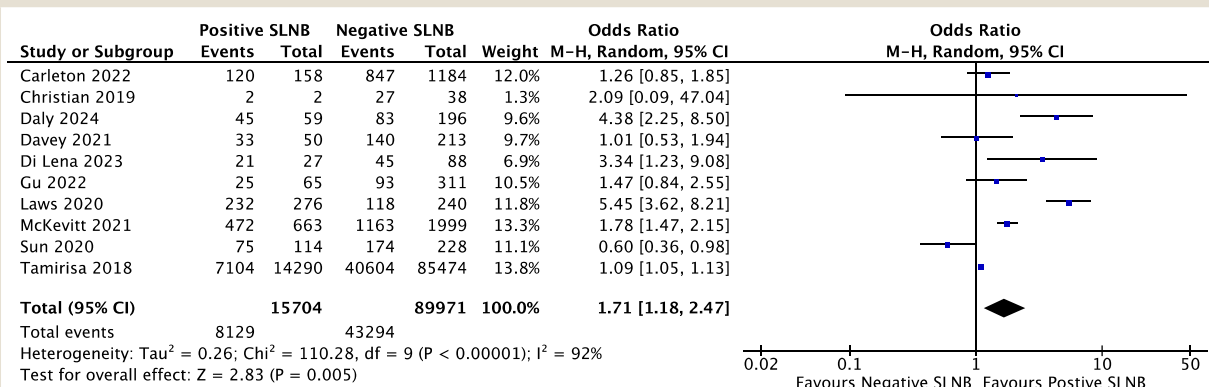 Positive SLNB Negative SLNB Odds Ratio Odds Ratio
Study or Subgroup Events Total Events Total Weight M-H, Random, 95% CI M-H, Random, 95% CI
Carleton 2022 120 158 847 1184 12.0% 1.26 [0.85, 1.85]
Christian 2019 2 2 27 38 1.3% 2.09 [0.09, 47.04]
Daly 2024 45 59 83 196 9.6% 4.38 [2.25, 8.50]
Davey 2021 33 50 140 213 9.7% 1.01 [0.53, 1.94]
Di Lena 2023 21 27 45 88 6.9% 3.34 [1.23, 9.08]
Gu 2022 25 65 93 311 10.5% 1.47 [0.84, 2.55]
Laws 2020 232 276 118 240 11.8% 5.45 [3.62, 8.21]
McKevitt 2021 472 663 1163 1999 13.3% 1.78 [1.47, 2.15]
Sun 2020 75 114 174 228 11.1% 0.60 [0.36, 0.98]
Tamirisa 2018 7104 14290 40604 85474 13.8% 1.09 [1.05, 1.13]
Total (95% CI) 15704 89971 100.0% 1.71 [1.18, 2.47]
Total events 8129 43294
Heterogeneity: Tau² = 0.26; Chi² = 110.28, df = 9 (P < 0.00001); I² = 92%
Test for overall effect: Z = 2.83 (P = 0.005)
0.02 0.1 1 10 50
Favours Negative SLNB Favours Postive SLNB